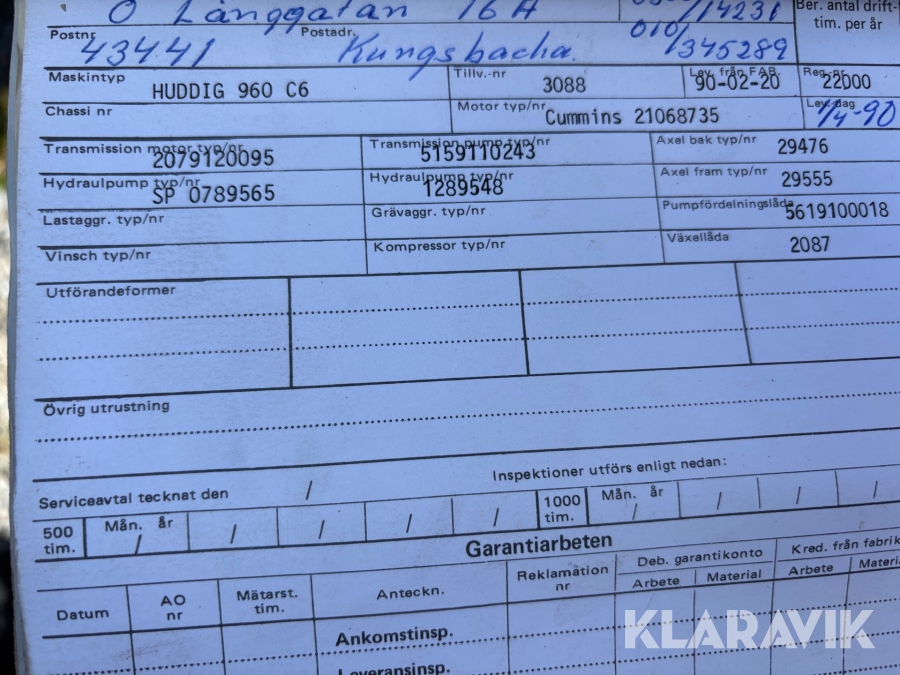 Ö Långgatan 16A /14231
Ber. antal drift-
tim. per år
Postnr Postadr. 010/345289
43441 Kungsbacka.
Maskintyp Tillv.-nr Lev. från FAB. Reg-nr
HUDDIG 960 C6 3088 90-02-20 22000
Chassi nr Motor typ/nr Lev.-dag
Cummins 21068735 1/4-90
Transmission motor typ/nr Transmission pump typ/nr Axel bak typ/nr
2079120095 5159110243 29476
Hydraulpump typ/nr Hydraulpump typ/nr Axel fram typ/nr
SP 0789565 1289548 29555
Lastaggr. typ/nr Grävaggr. typ/nr Pumpfördelningslåda
5619100018
Vinsch typ/nr Kompressor typ/nr Växellåda
2087
Utförandeformer
Övrig utrustning
Inspektioner utförs enligt nedan:
Serviceavtal tecknat den /
500 tim. Mån. år / / / / / 1000 tim. Mån. år / / / /
Garantiarbeten
Datum AO nr Mätarst. tim. Anteckn. Reklamation nr Deb. garantikonto Kred. från fabrik
Arbete Material Arbete Materi
Ankomstinsp.
Leveransinsp.
KLARAVIK